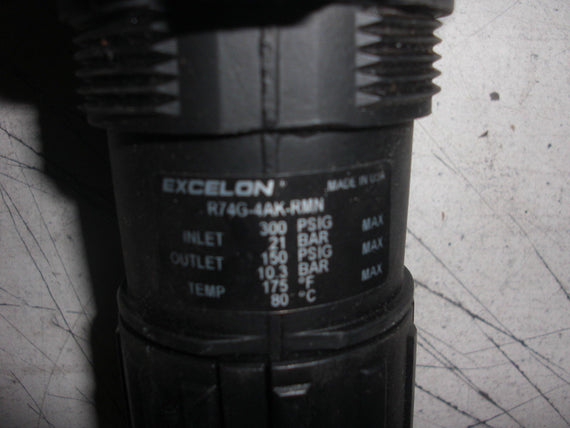 EXCELON® MADE IN USA
R74G-4AK-RMN
INLET 300 PSIG MAX
21 BAR
OUTLET 150 PSIG MAX
10.3 BAR
TEMP 175 °F MAX
80 °C